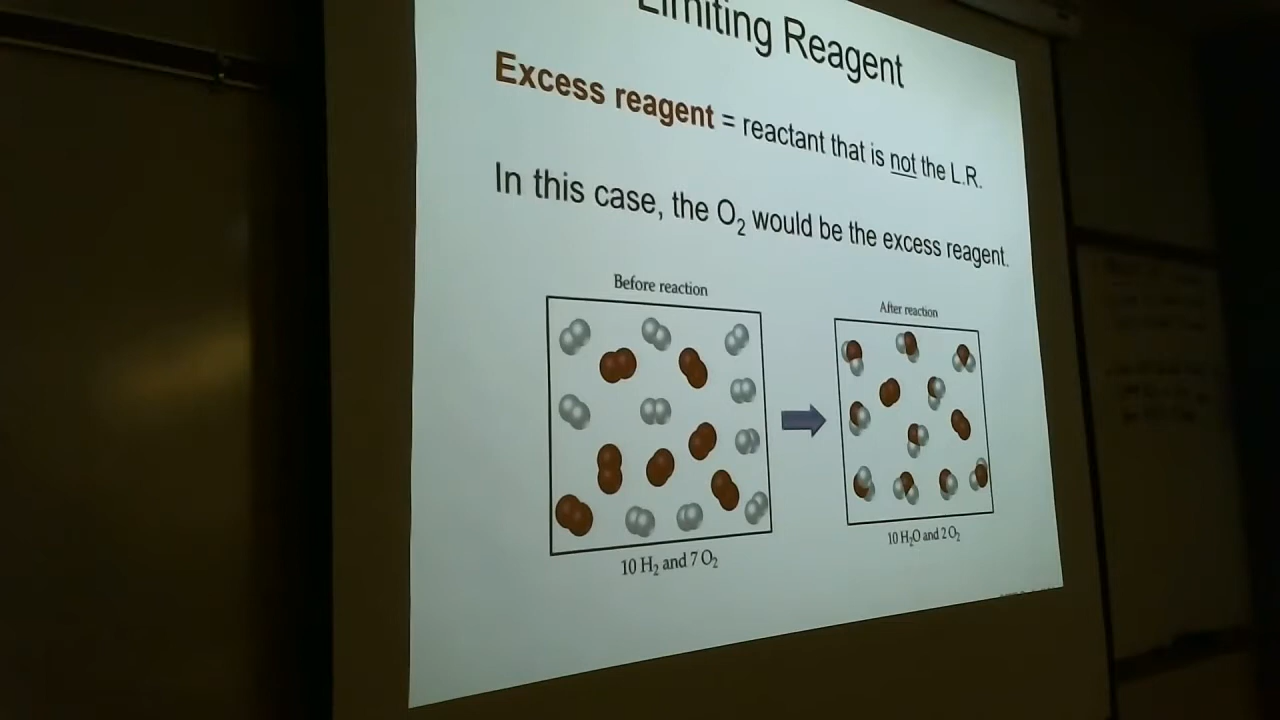 Limiting Reagent
Excess reagent = reactant that is not the L.R.
In this case, the O₂ would be the excess reagent.
Before reaction
After reaction
10 H₂ and 7 O₂
10 H₂O and 2 O₂